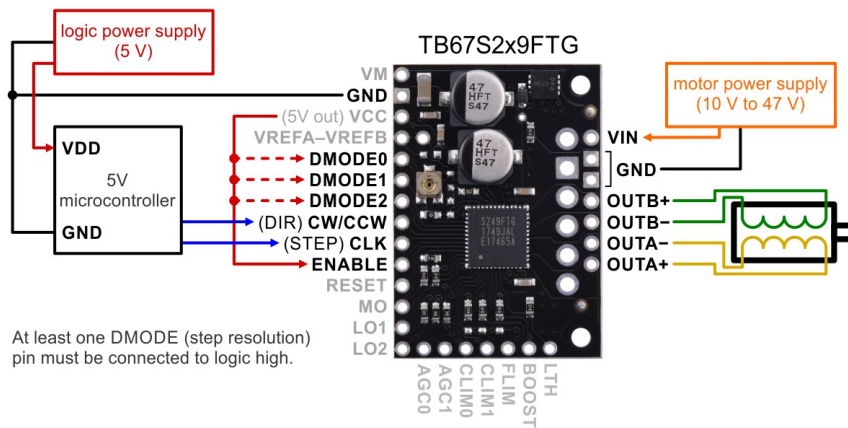 logic power supply
(5 V)
TB67S2x9FTG
VM
GND
(5V out) VCC
VREFA–VREFB
DMODE0
DMODE1
DMODE2
(DIR) CW/CCW
(STEP) CLK
ENABLE
RESET
MO
LO1
LO2
VDD
5V
microcontroller
GND
At least one DMODE (step resolution)
pin must be connected to logic high.
47
HFT
S47
47
HFT
S47
S249FTG
1749JAL
E17465A
AGC0
AGC1
CLIM0
CLIM1
FLIM
BOOST
LTH
motor power supply
(10 V to 47 V)
VIN
GND
OUTB+
OUTB–
OUTA–
OUTA+